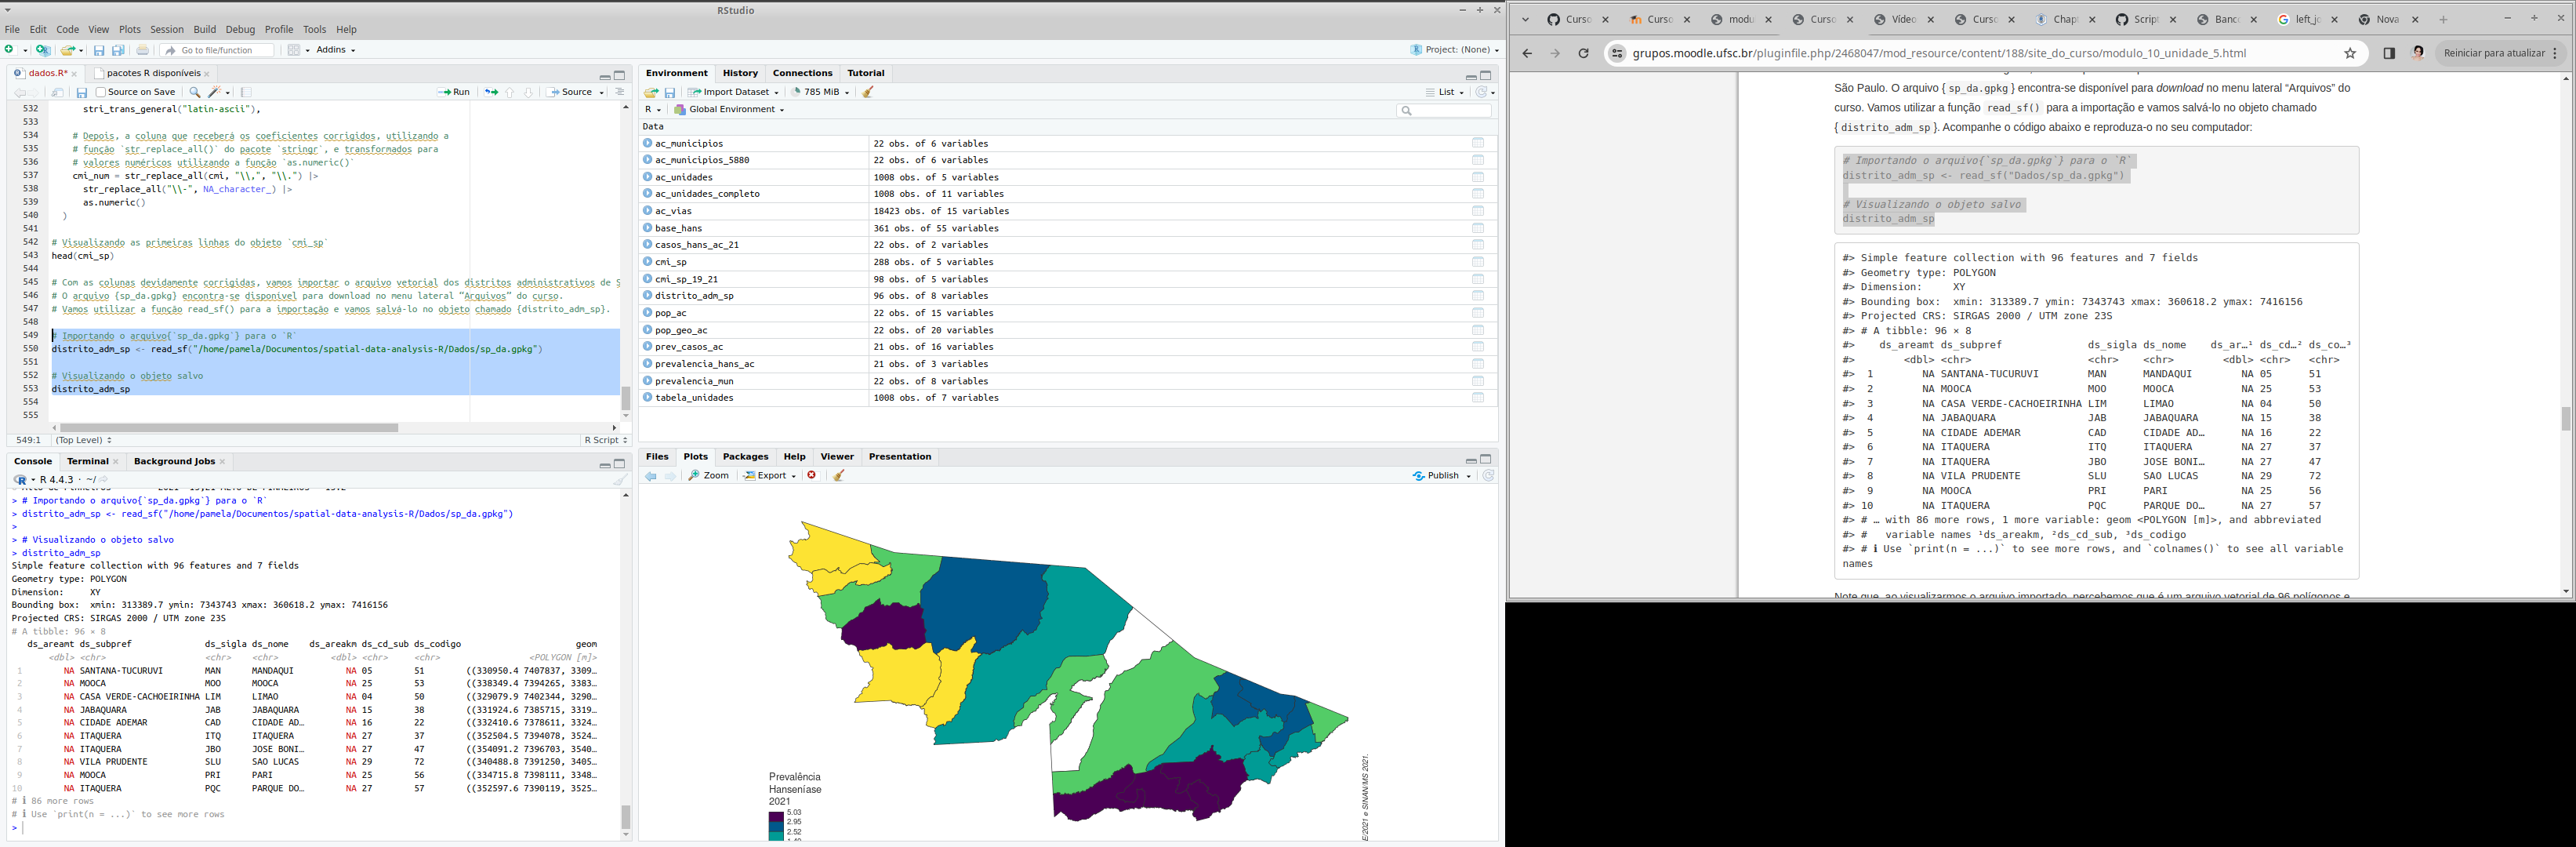 RStudio
File Edit Code View Plots Session Build Debug Profile Tools Help
Go to file/function
Addins
Project: (None)
dados.R*
pacotes R disponíveis
Source on Save
Run
Source
532 stri_trans_general("latin-ascii"),
533
534 # Depois, a coluna que receberá os coeficientes corrigidos, utilizando a
535 # função `str_replace_all()` do pacote `stringr`, e transformados para
536 # valores numéricos utilizando a função `as.numeric()`
537 cmi_num = str_replace_all(cmi, "\\,", "\\.") |>
538 str_replace_all("\\-", NA_character_) |>
539 as.numeric()
540 )
541
542 # Visualizando as primeiras linhas do objeto `cmi_sp`
543 head(cmi_sp)
544
545 # Com as colunas devidamente corrigidas, vamos importar o arquivo vetorial dos distritos administrativos de S
546 # O arquivo {sp_da.gpkg} encontra-se disponível para download no menu lateral “Arquivos” do curso.
547 # Vamos utilizar a função read_sf() para a importação e vamos salvá-lo no objeto chamado {distrito_adm_sp}.
548
549 # Importando o arquivo{`sp_da.gpkg`} para o `R`
550 distrito_adm_sp <- read_sf("/home/pamela/Documentos/spatial-data-analysis-R/Dados/sp_da.gpkg")
551
552 # Visualizando o objeto salvo
553 distrito_adm_sp
554
555
549:1 (Top Level) R Script
Console Terminal Background Jobs
R 4.4.3 · ~/
> # Importando o arquivo{`sp_da.gpkg`} para o `R`
> distrito_adm_sp <- read_sf("/home/pamela/Documentos/spatial-data-analysis-R/Dados/sp_da.gpkg")
>
> # Visualizando o objeto salvo
> distrito_adm_sp
Simple feature collection with 96 features and 7 fields
Geometry type: POLYGON
Dimension: XY
Bounding box: xmin: 313389.7 ymin: 7343743 xmax: 360618.2 ymax: 7416156
Projected CRS: SIRGAS 2000 / UTM zone 23S
# A tibble: 96 × 8
ds_areamt ds_subpref ds_sigla ds_nome ds_areakm ds_cd_sub ds_codigo geom
<dbl> <chr> <chr> <chr> <dbl> <chr> <chr> <POLYGON [m]>
1 NA SANTANA-TUCURUVI MAN MANDAQUI NA 05 51 ((330950.4 7407837, 3309…
2 NA MOOCA MOO MOOCA NA 25 53 ((338349.4 7394265, 3383…
3 NA CASA VERDE-CACHOEIRINHA LIM LIMAO NA 04 50 ((329079.9 7402344, 3290…
4 NA JABAQUARA JAB JABAQUARA NA 15 38 ((331924.6 7385715, 3319…
5 NA CIDADE ADEMAR CAD CIDADE AD… NA 16 22 ((332410.6 7378611, 3324…
6 NA ITAQUERA ITQ ITAQUERA NA 27 37 ((352504.5 7394078, 3524…
7 NA ITAQUERA JBO JOSE BONI… NA 27 47 ((354091.2 7396703, 3540…
8 NA VILA PRUDENTE SLU SAO LUCAS NA 29 72 ((340488.8 7391250, 3405…
9 NA MOOCA PRI PARI NA 25 56 ((334715.8 7398111, 3348…
10 NA ITAQUERA PQC PARQUE DO… NA 27 57 ((352597.6 7390119, 3525…
# ℹ 86 more rows
# ℹ Use `print(n = ...)` to see more rows
>
Environment History Connections Tutorial
Import Dataset 785 MiB List
R Global Environment
Data
ac_municipios 22 obs. of 6 variables
ac_municipios_5880 22 obs. of 6 variables
ac_unidades 1008 obs. of 5 variables
ac_unidades_completo 1008 obs. of 11 variables
ac_vias 18423 obs. of 15 variables
base_hans 361 obs. of 55 variables
casos_hans_ac_21 22 obs. of 2 variables
cmi_sp 288 obs. of 5 variables
cmi_sp_19_21 98 obs. of 5 variables
distrito_adm_sp 96 obs. of 8 variables
pop_ac 22 obs. of 15 variables
pop_geo_ac 22 obs. of 20 variables
prev_casos_ac 21 obs. of 16 variables
prevalencia_hans_ac 21 obs. of 3 variables
prevalencia_mun 22 obs. of 8 variables
tabela_unidades 1008 obs. of 7 variables
Files Plots Packages Help Viewer Presentation
Zoom Export Publish
Prevalência
Hanseníase
2021
5.03
2.95
2.52
E/2021 e SINAN/MS 2021.
Curso
Curso
modu
Curso
Vídeo
Curso
Chapt
Script
Banco
left_jo
Nova
grupos.moodle.ufsc.br/pluginfile.php/2468047/mod_resource/content/188/site_do_curso/modulo_10_unidade_5.html
Reiniciar para atualizar
São Paulo. O arquivo { sp_da.gpkg } encontra-se disponível para download no menu lateral “Arquivos” do
curso. Vamos utilizar a função read_sf() para a importação e vamos salvá-lo no objeto chamado
{ distrito_adm_sp }. Acompanhe o código abaixo e reproduza-o no seu computador:
# Importando o arquivo{`sp_da.gpkg`} para o `R`
distrito_adm_sp <- read_sf("Dados/sp_da.gpkg")
# Visualizando o objeto salvo
distrito_adm_sp
#> Simple feature collection with 96 features and 7 fields
#> Geometry type: POLYGON
#> Dimension: XY
#> Bounding box: xmin: 313389.7 ymin: 7343743 xmax: 360618.2 ymax: 7416156
#> Projected CRS: SIRGAS 2000 / UTM zone 23S
#> # A tibble: 96 × 8
#> ds_areamt ds_subpref ds_sigla ds_nome ds_ar…¹ ds_cd…² ds_co…³
#> <dbl> <chr> <chr> <chr> <dbl> <chr> <chr>
#> 1 NA SANTANA-TUCURUVI MAN MANDAQUI NA 05 51
#> 2 NA MOOCA MOO MOOCA NA 25 53
#> 3 NA CASA VERDE-CACHOEIRINHA LIM LIMAO NA 04 50
#> 4 NA JABAQUARA JAB JABAQUARA NA 15 38
#> 5 NA CIDADE ADEMAR CAD CIDADE AD… NA 16 22
#> 6 NA ITAQUERA ITQ ITAQUERA NA 27 37
#> 7 NA ITAQUERA JBO JOSE BONI… NA 27 47
#> 8 NA VILA PRUDENTE SLU SAO LUCAS NA 29 72
#> 9 NA MOOCA PRI PARI NA 25 56
#> 10 NA ITAQUERA PQC PARQUE DO… NA 27 57
#> # … with 86 more rows, 1 more variable: geom <POLYGON [m]>, and abbreviated
#> # variable names ¹ds_areakm, ²ds_cd_sub, ³ds_codigo
#> # ℹ Use `print(n = ...)` to see more rows, and `colnames()` to see all variable
names
Note que, ao visualizarmos o arquivo importado, percebemos que é um arquivo vetorial de 96 polígonos e